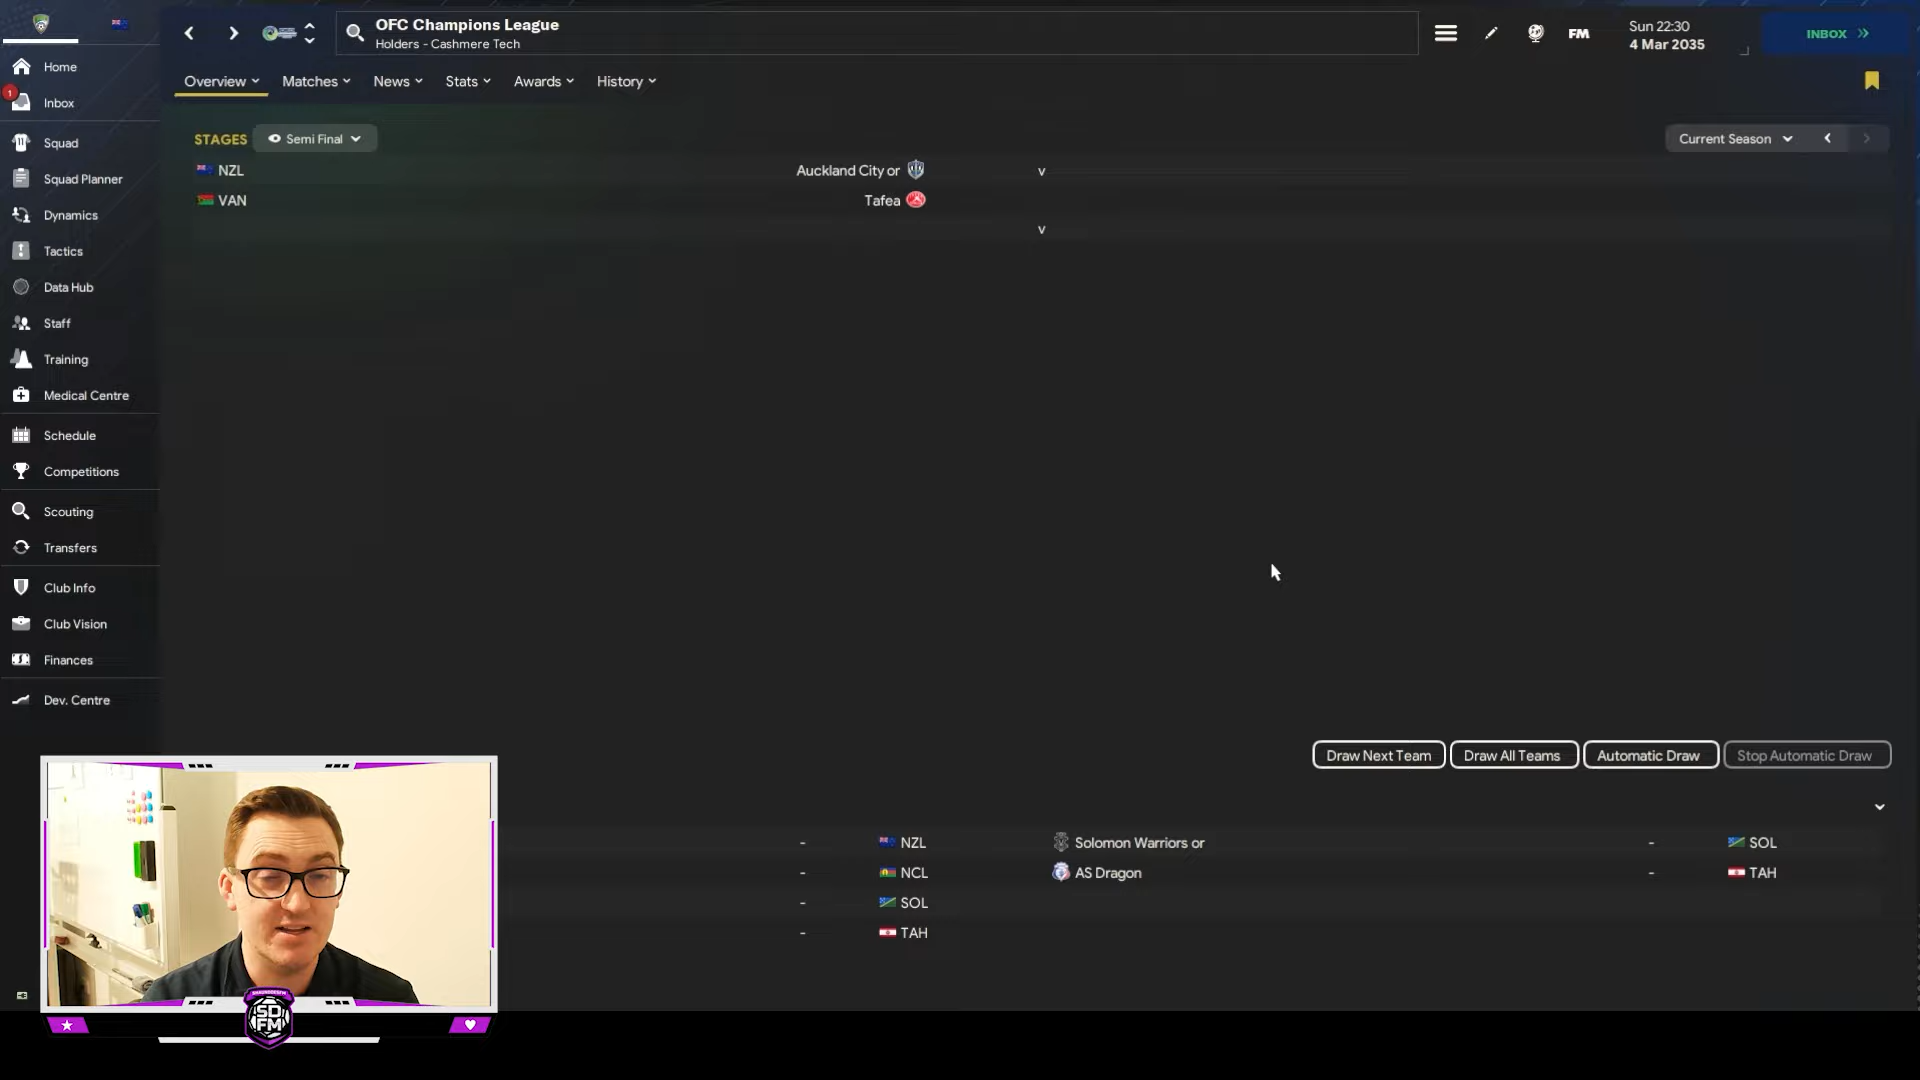 OFC Champions League
Holders - Cashmere Tech
FM
Sun 22:30
4 Mar 2035
INBOX
Home
1
Inbox
Squad
Squad Planner
Dynamics
Tactics
Data Hub
Staff
Training
Medical Centre
Schedule
Competitions
Scouting
Transfers
Club Info
Club Vision
Finances
Dev. Centre
Overview
Matches
News
Stats
Awards
History
STAGES
Semi Final
Current Season
NZL
Auckland City or
v
VAN
Tafea
v
Draw Next Team
Draw All Teams
Automatic Draw
Stop Automatic Draw
- NZL Solomon Warriors or - SOL
- NCL AS Dragon - TAH
- SOL
- TAH
SD
FM